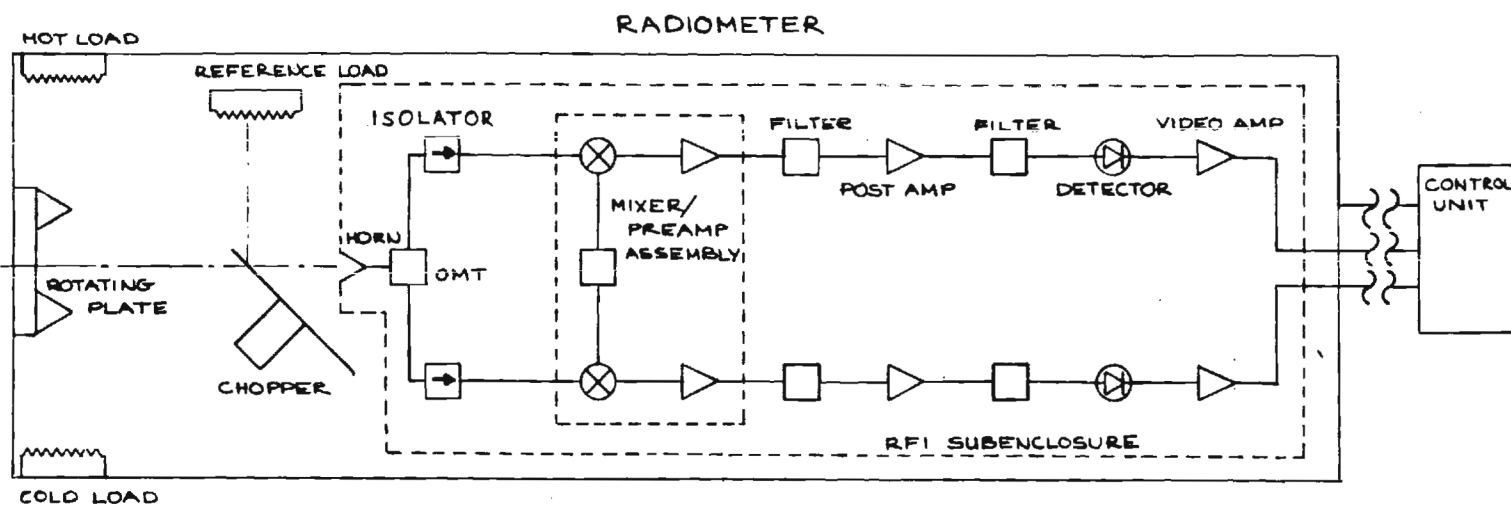 RADIOMETER
HOT LOAD
REFERENCE LOAD
ISOLATOR
FILTER
FILTER
VIDEO AMP
POST AMP
DETECTOR
CONTROL
UNIT
MIXER/
PREAMP
ASSEMBLY
HORN
OMT
ROTATING
PLATE
CHOPPER
RFI SUBENCLOSURE
COLD LOAD